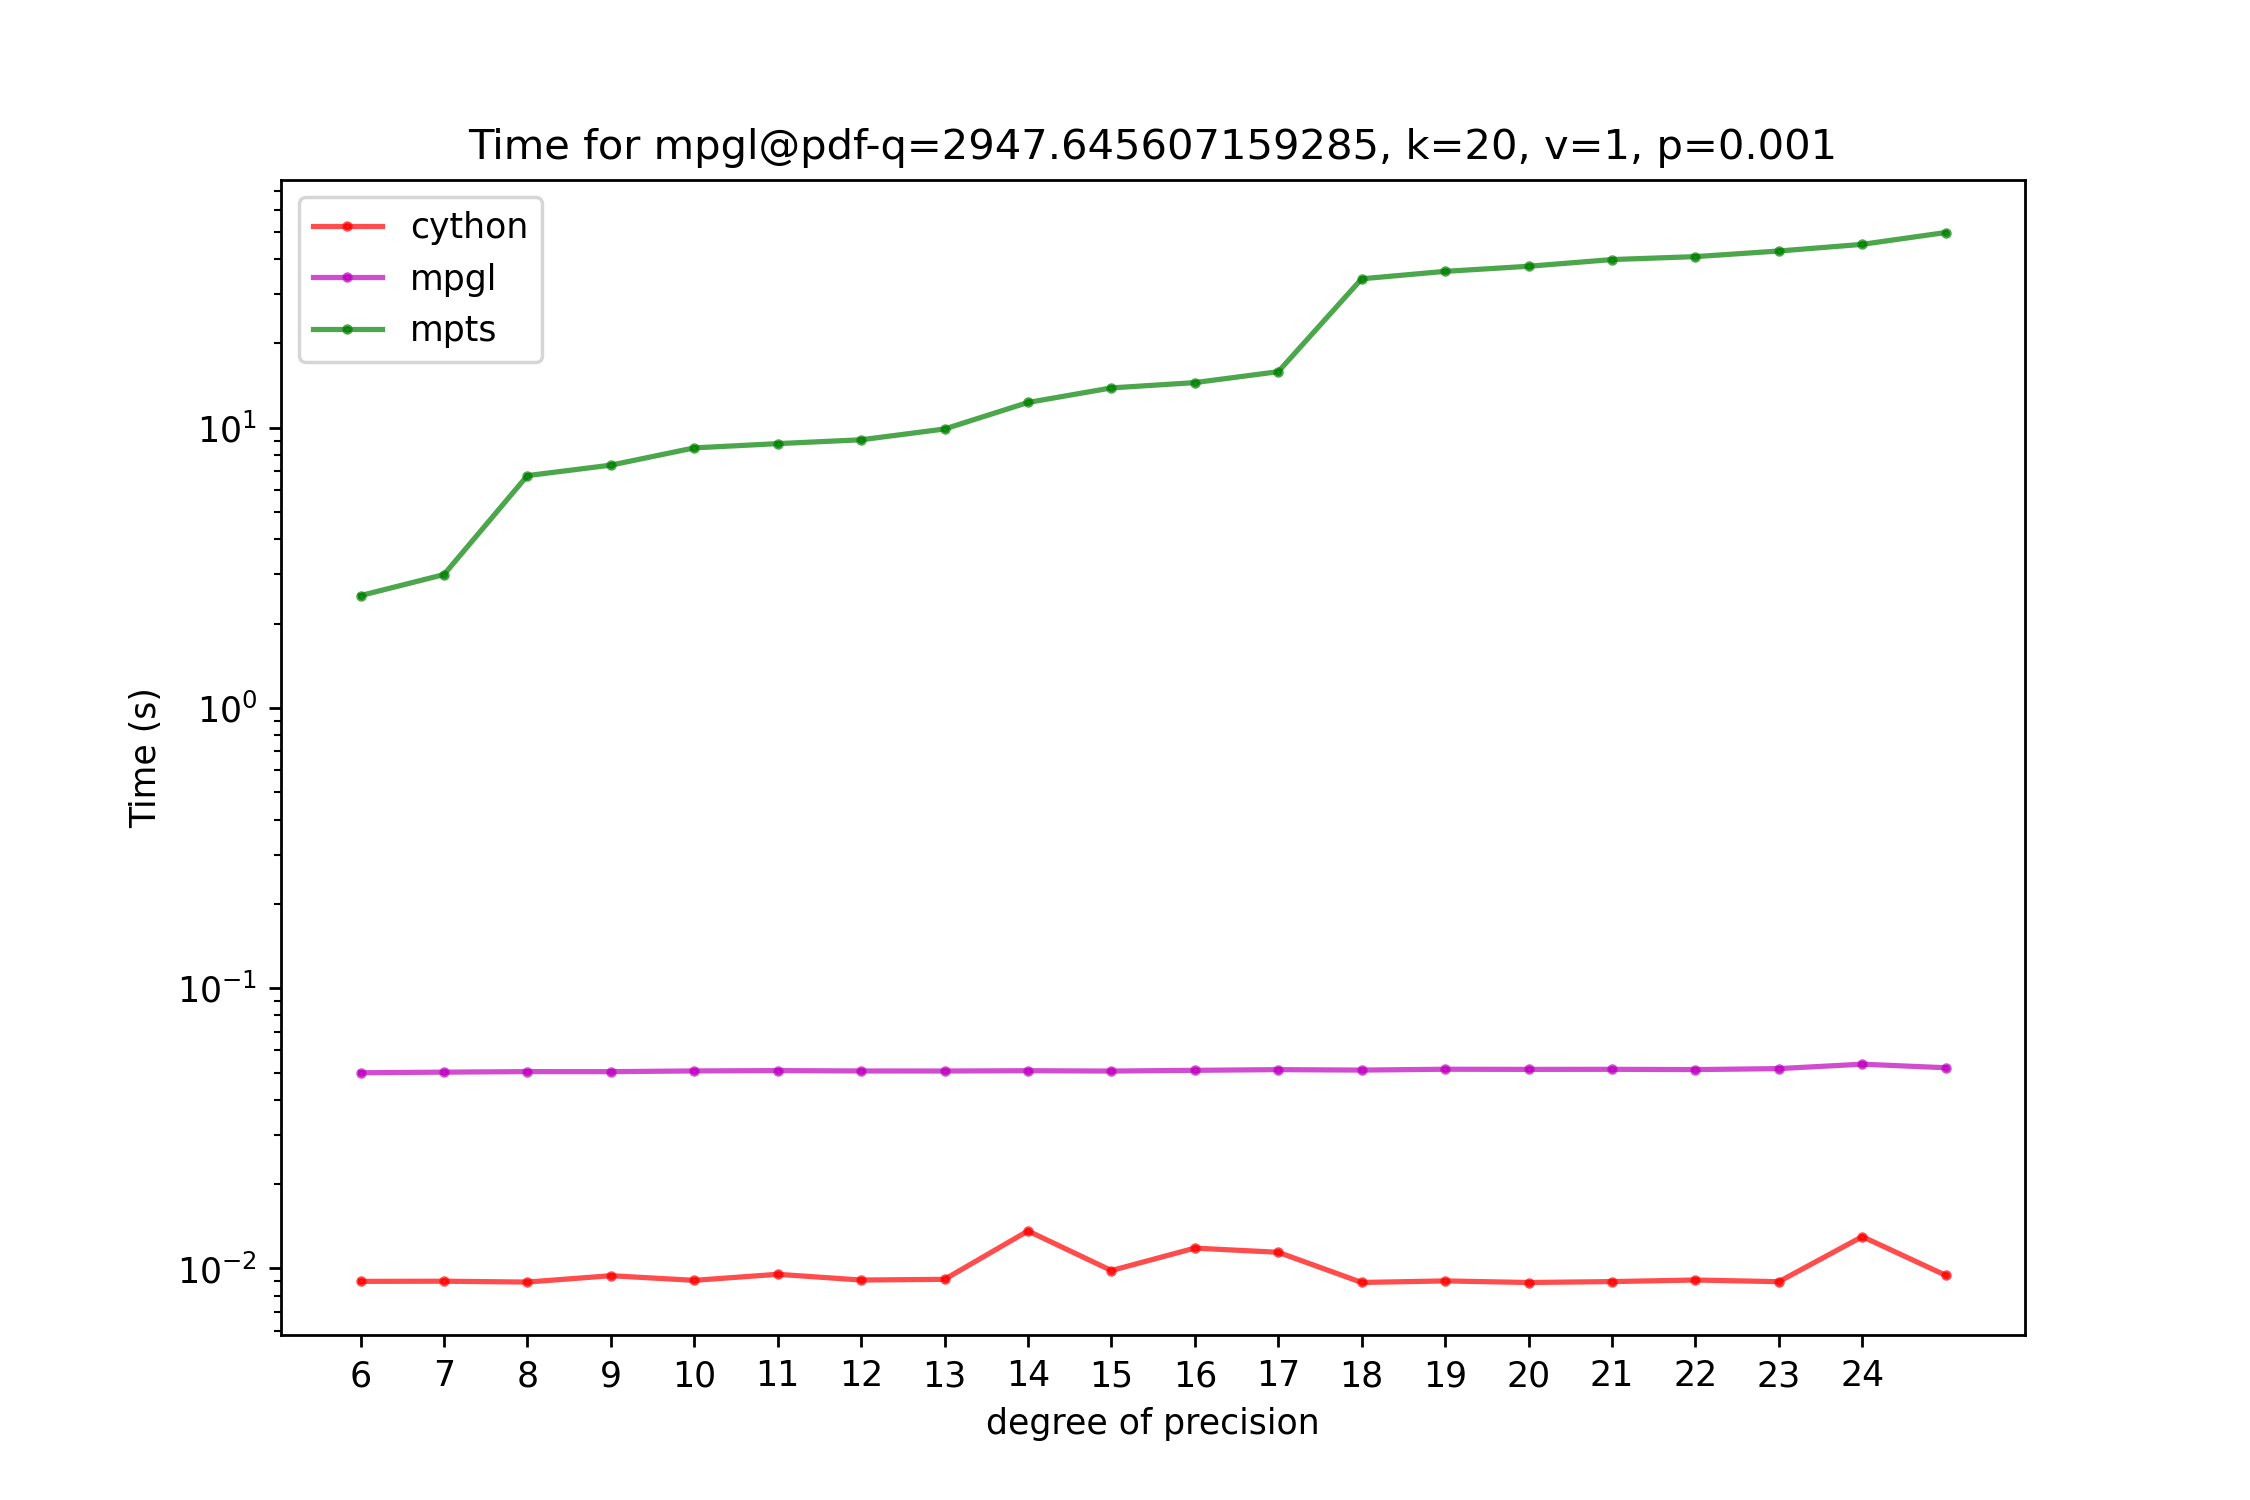 Time for mpgl@pdf-q=2947.645607159285, k=20, v=1, p=0.001
cython
mpgl
mpts
10¹
10⁰
10⁻¹
10⁻²
Time (s)
6 7 8 9 10 11 12 13 14 15 16 17 18 19 20 21 22 23 24
degree of precision